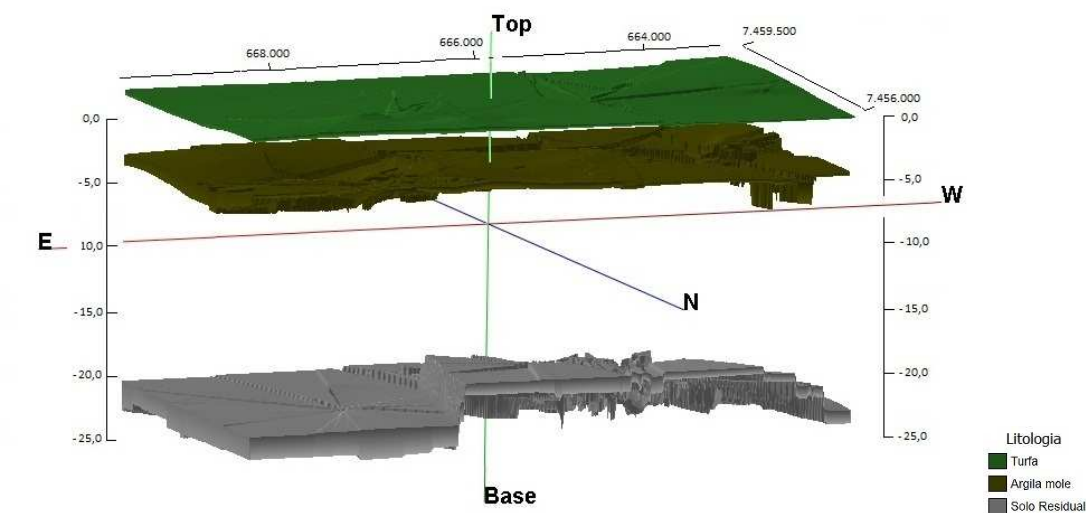 Top
668.000
666.000
664.000
7.459.500
7.456.000
0,0
-5,0
10,0
-15,0
-20,0
-25,0
0,0
-5,0
-10,0
-15,0
-20,0
-25,0
E
W
N
Base
Litologia
Turfa
Argila mole
Solo Residual